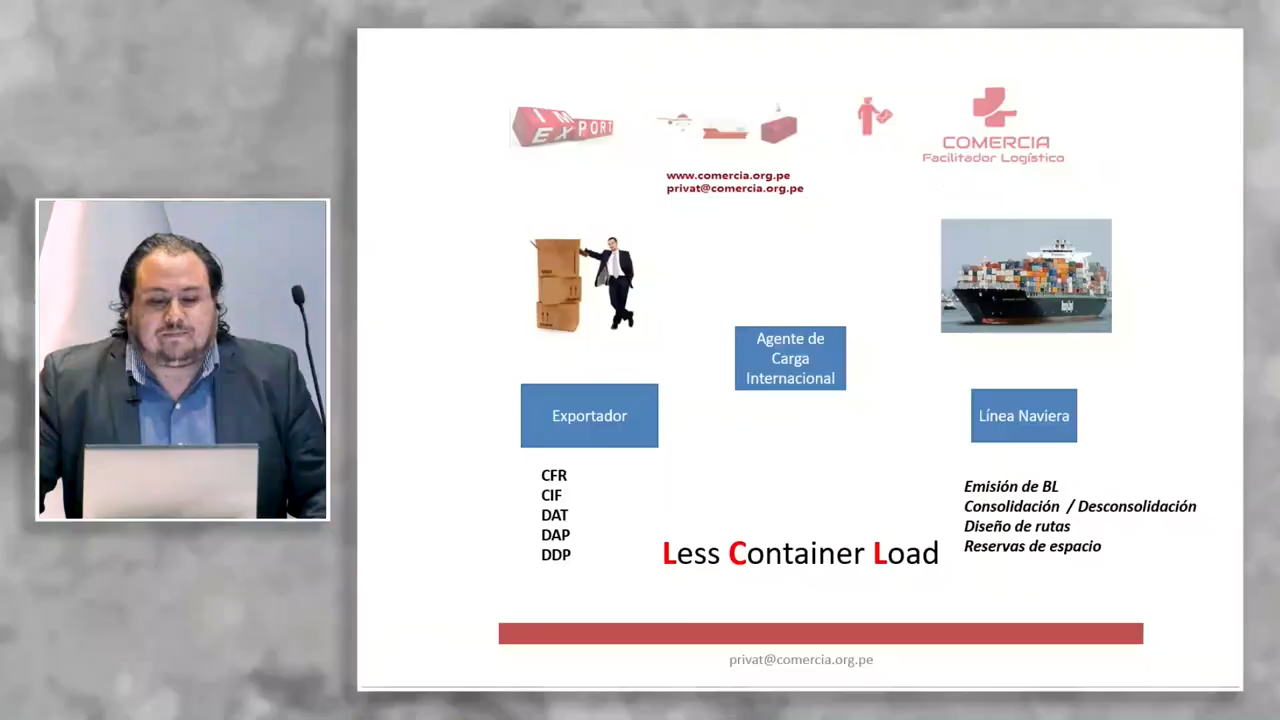 IM
EXPORT
COMERCIA
Facilitador Logístico
www.comercia.org.pe
privat@comercia.org.pe
Agente de
Carga
Internacional
Exportador
Línea Naviera
CFR
CIF
DAT
DAP
DDP
Emisión de BL
Consolidación / Desconsolidación
Diseño de rutas
Reservas de espacio
Less Container Load
privat@comercia.org.pe